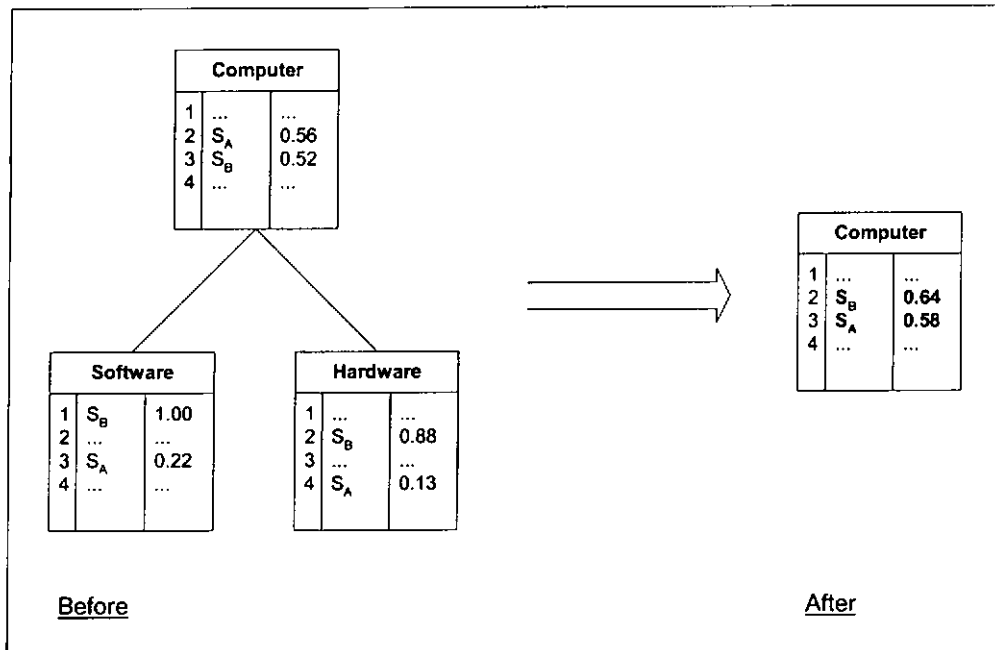 Computer
1 ... ...
2 S_A 0.56
3 S_B 0.52
4 ... ...
Computer
1 ... ...
2 S_B 0.64
3 S_A 0.58
4 ... ...
Software
1 S_B 1.00
2 ... ...
3 S_A 0.22
4 ... ...
Hardware
1 ... ...
2 S_B 0.88
3 ... ...
4 S_A 0.13
Before
After